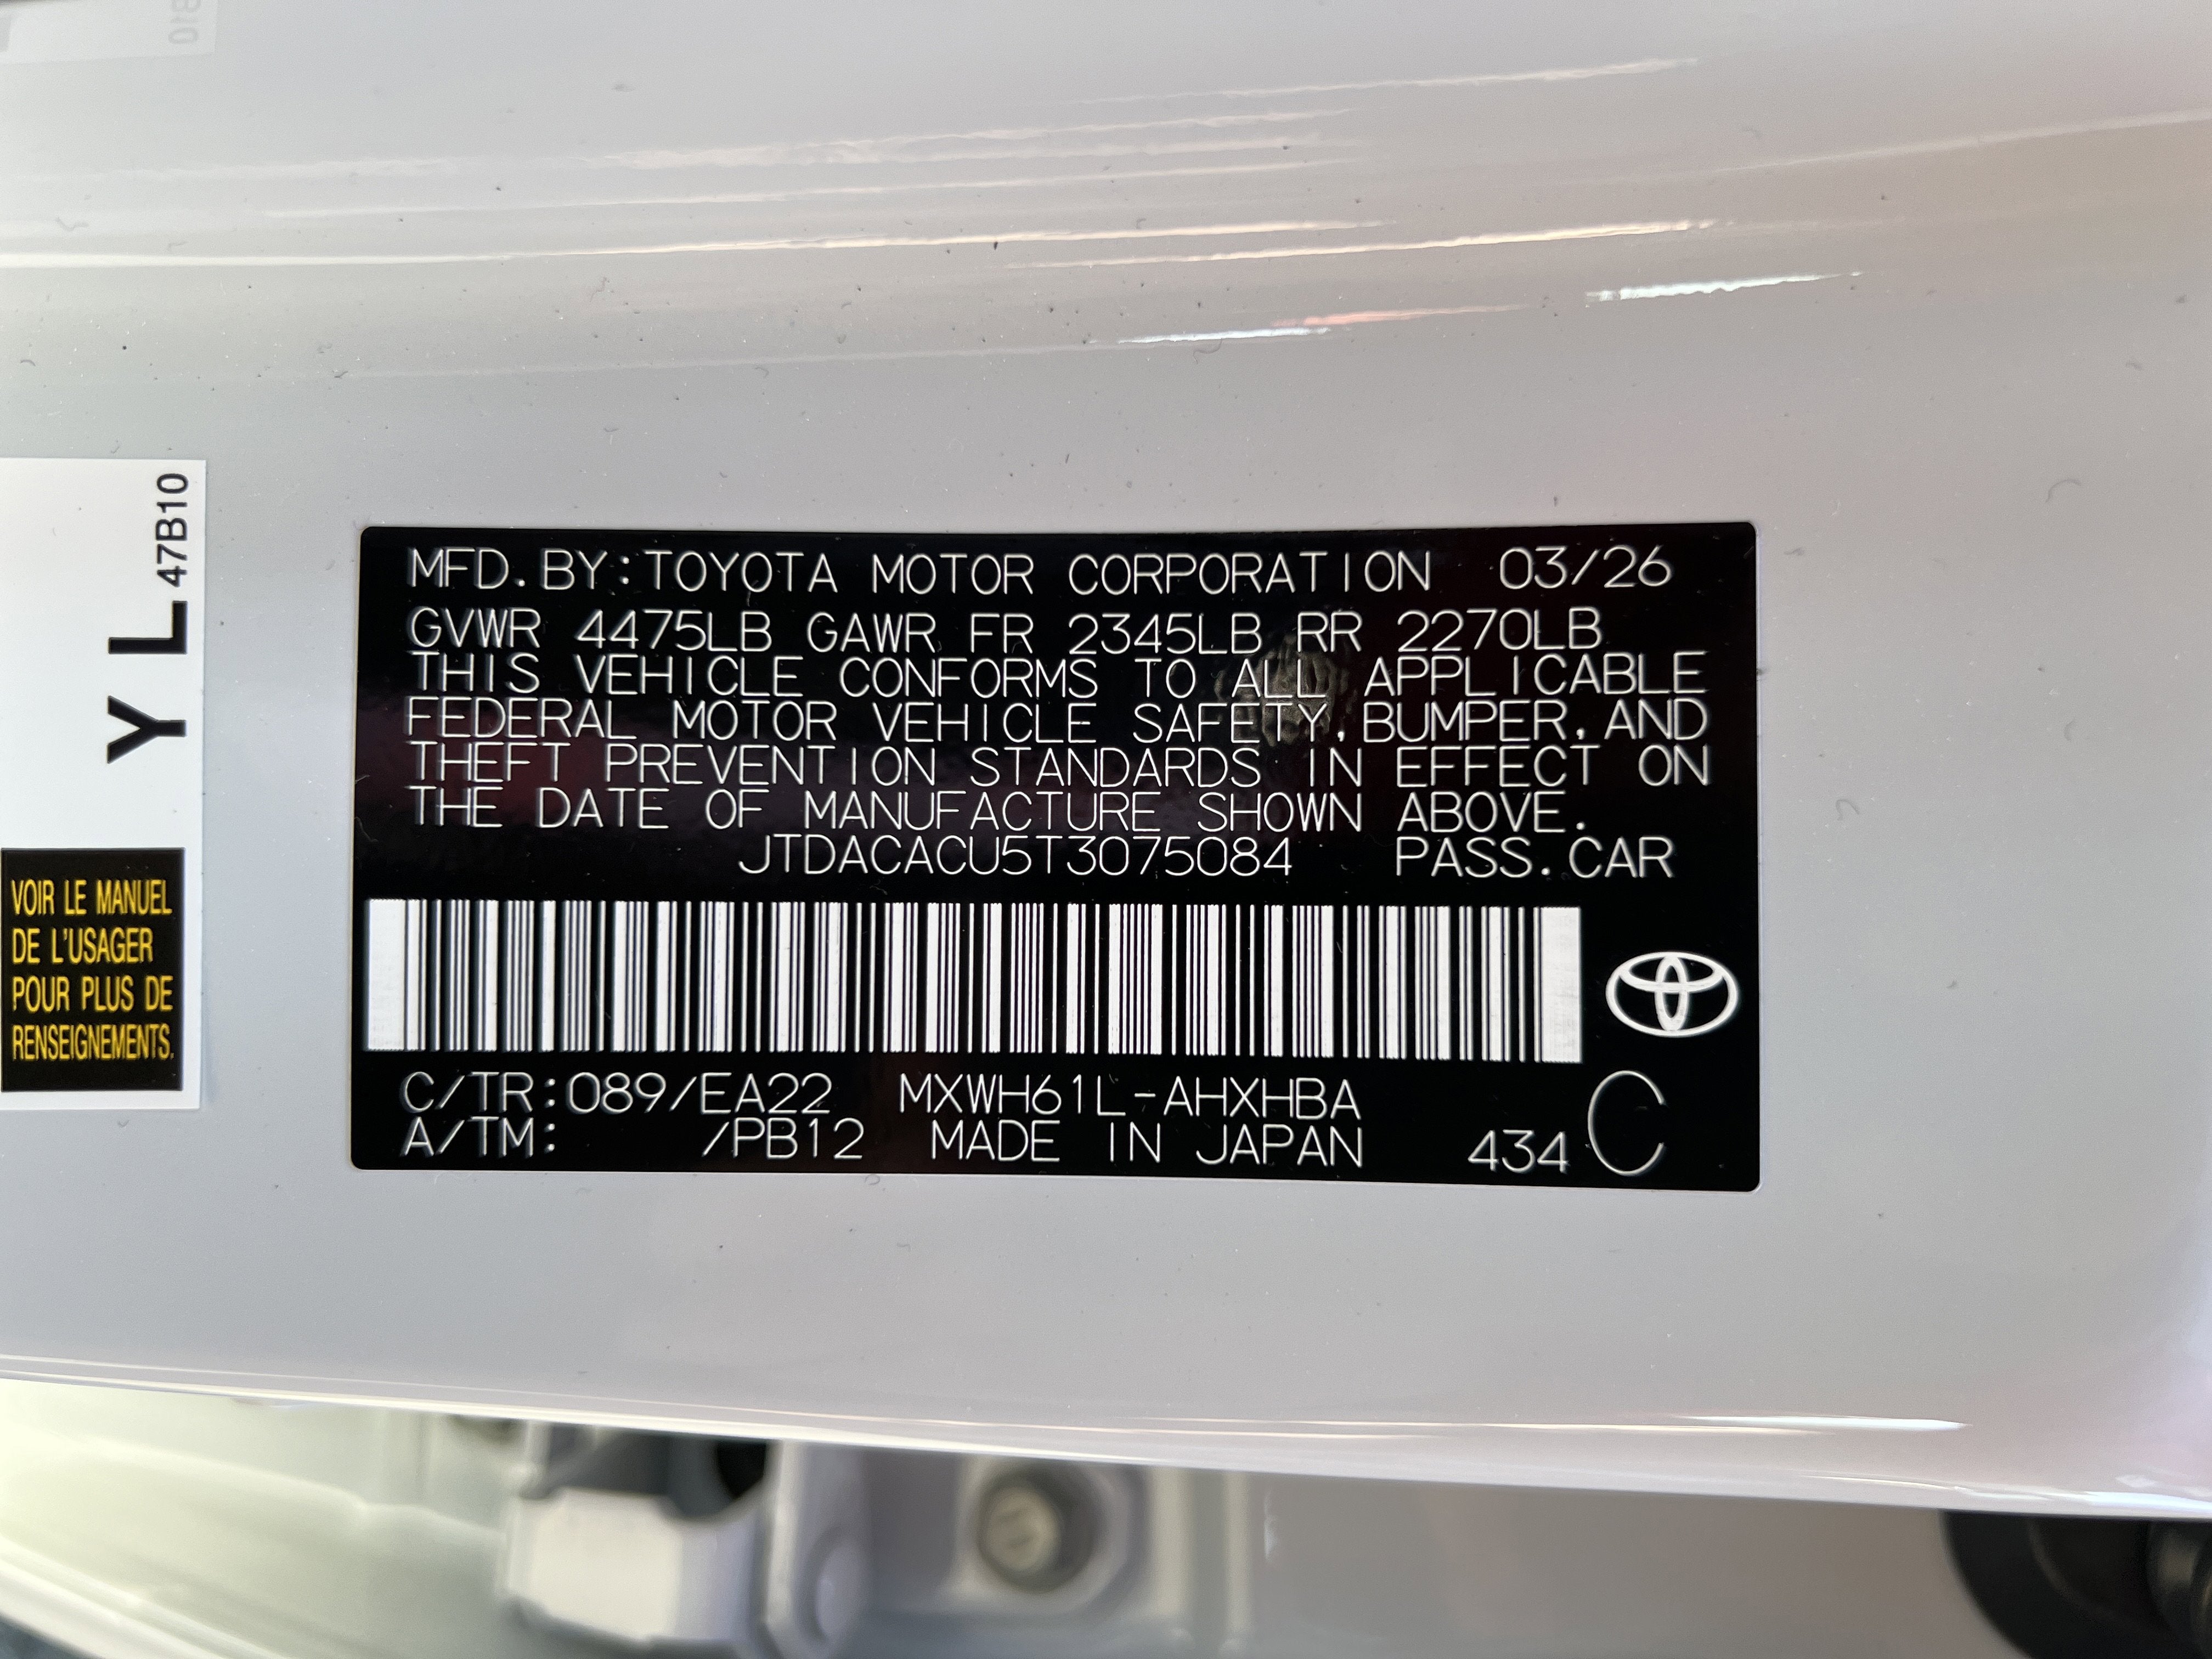 B10
YL47B10
VOIR LE MANUEL
DE L'USAGER
POUR PLUS DE
RENSEIGNEMENTS.
MFD.BY:TOYOTA MOTOR CORPORATION 03/26
GVWR 4475LB GAWR FR 2345LB RR 2270LB
THIS VEHICLE CONFORMS TO ALL APPLICABLE
FEDERAL MOTOR VEHICLE SAFETY,BUMPER,AND
THEFT PREVENTION STANDARDS IN EFFECT ON
THE DATE OF MANUFACTURE SHOWN ABOVE.
JTDACACU5T3075084 PASS.CAR
C/TR:089/EA22 MXWH61L-AHXHBA
A/TM: /PB12 MADE IN JAPAN 434 C